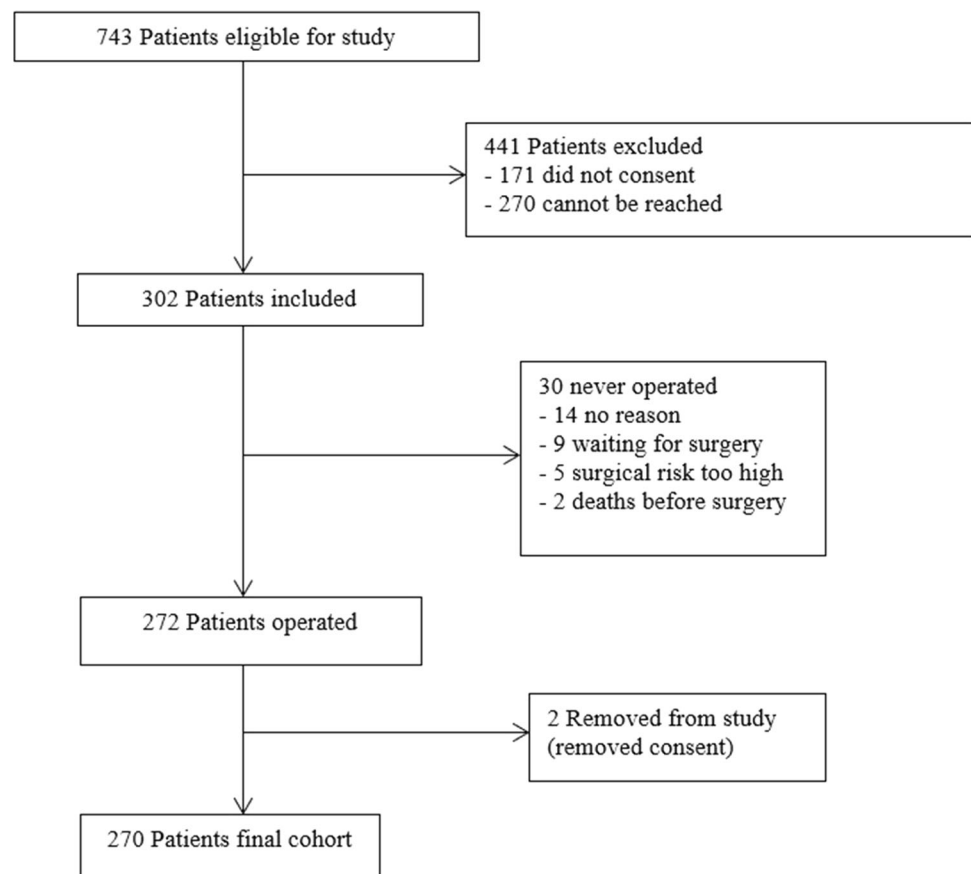 743 Patients eligible for study
441 Patients excluded
- 171 did not consent
- 270 cannot be reached
302 Patients included
30 never operated
- 14 no reason
- 9 waiting for surgery
- 5 surgical risk too high
- 2 deaths before surgery
272 Patients operated
2 Removed from study
(removed consent)
270 Patients final cohort